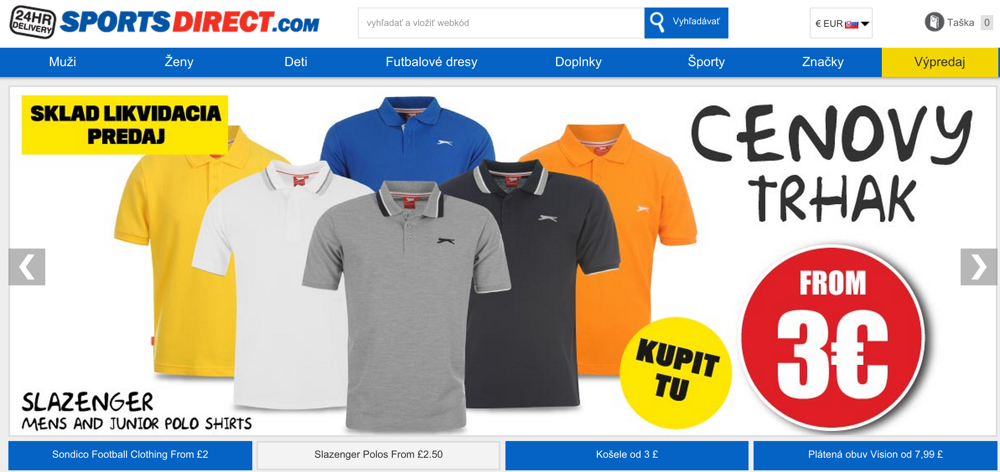 24HR
DELIVERY
SPORTSDIRECT.COM
vyhľadať a vložiť webkód
Vyhľadávať
€ EUR
Taška
0
Muži
Ženy
Deti
Futbalové dresy
Doplnky
Športy
Značky
Výpredaj
SKLAD LIKVIDACIA
PREDAJ
CENOVY
TRHAK
FROM
3€
KUPIT
TU
SLAZENGER
MENS AND JUNIOR POLO SHIRTS
Sondico Football Clothing From £2
Slazenger Polos From £2.50
Košele od 3 £
Plátená obuv Vision od 7,99 £